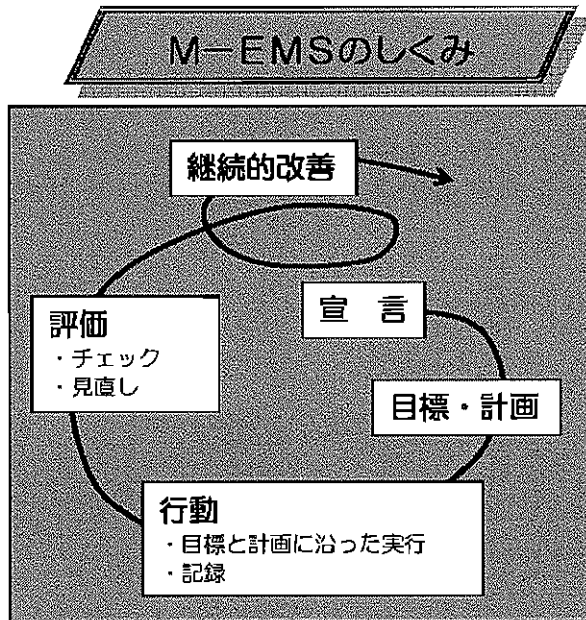 M－EMSのしくみ
継続的改善
宣　言
評価
・チェック
・見直し
目標・計画
行動
・目標と計画に沿った実行
・記録